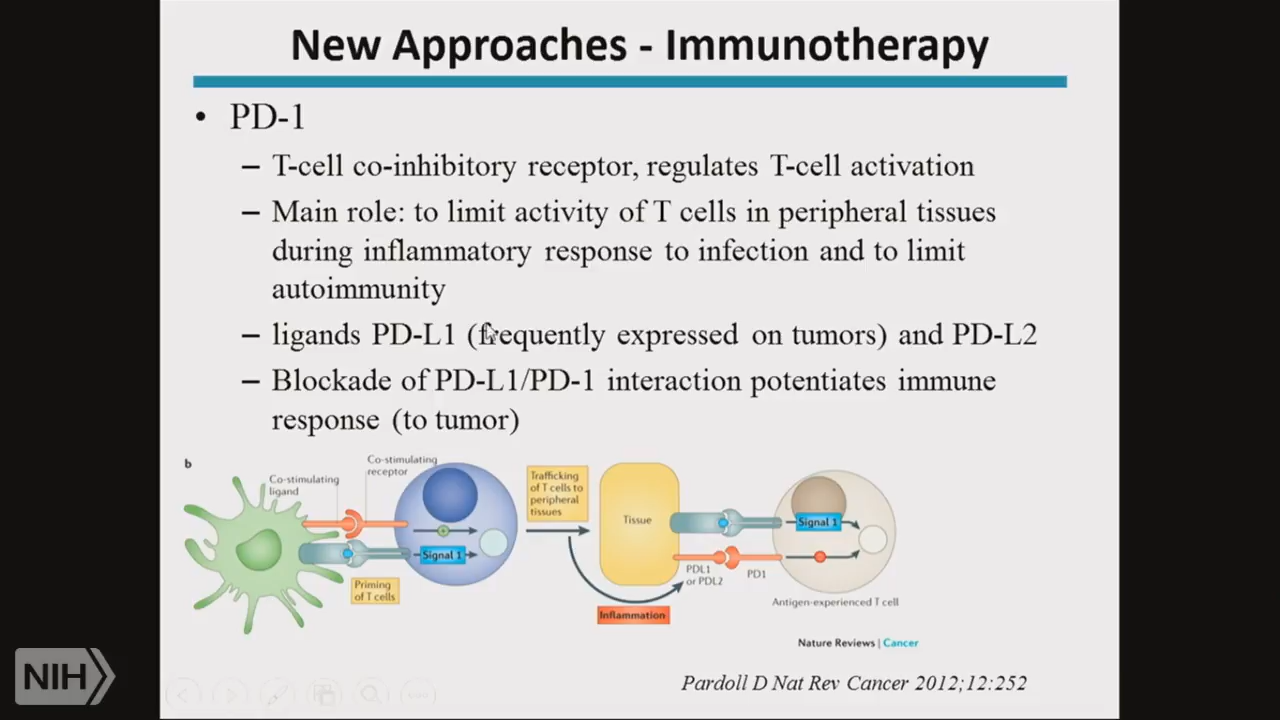 New Approaches - Immunotherapy
• PD-1
– T-cell co-inhibitory receptor, regulates T-cell activation
– Main role: to limit activity of T cells in peripheral tissues
during inflammatory response to infection and to limit
autoimmunity
– ligands PD-L1 (frequently expressed on tumors) and PD-L2
– Blockade of PD-L1/PD-1 interaction potentiates immune
response (to tumor)
b
Co-stimulating
ligand
Co-stimulating
receptor
Signal 1
Priming
of T cells
Trafficking
of T cells to
peripheral
tissues
Inflammation
Tissue
PDL1
or PDL2
PD1
Signal 1
Antigen-experienced T cell
Nature Reviews | Cancer
Pardoll D Nat Rev Cancer 2012;12:252
NIH